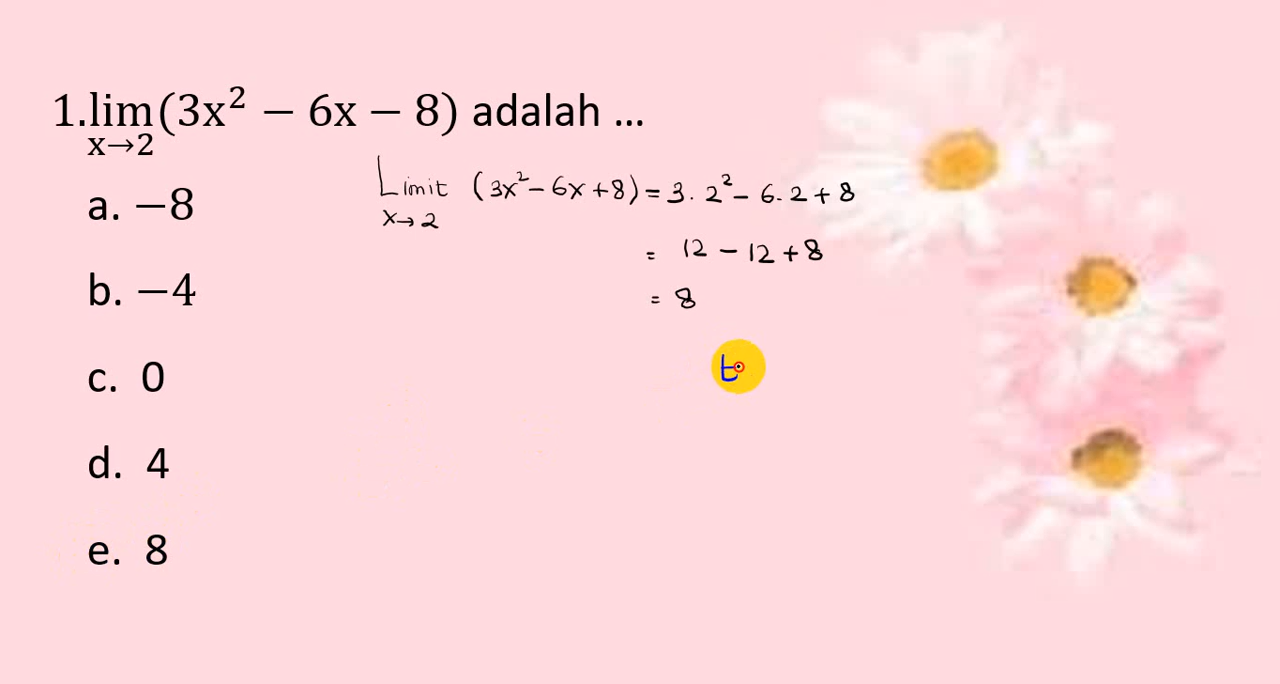 1. lim(3x² − 6x − 8) adalah ...
x→2
a. −8
Limit (3x² − 6x + 8) = 3 . 2² − 6 . 2 + 8
x→2
= 12 − 12 + 8
b. −4
= 8
c. 0
d. 4
e. 8